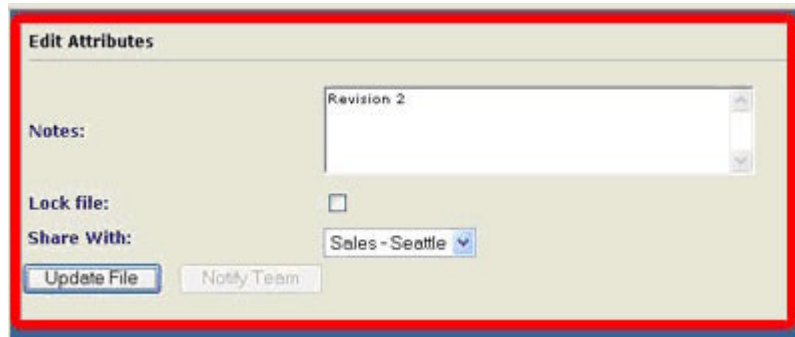 Edit Attributes
Notes:
Revision 2
Lock file:
Share With:
Sales - Seattle
Update File
Notify Team